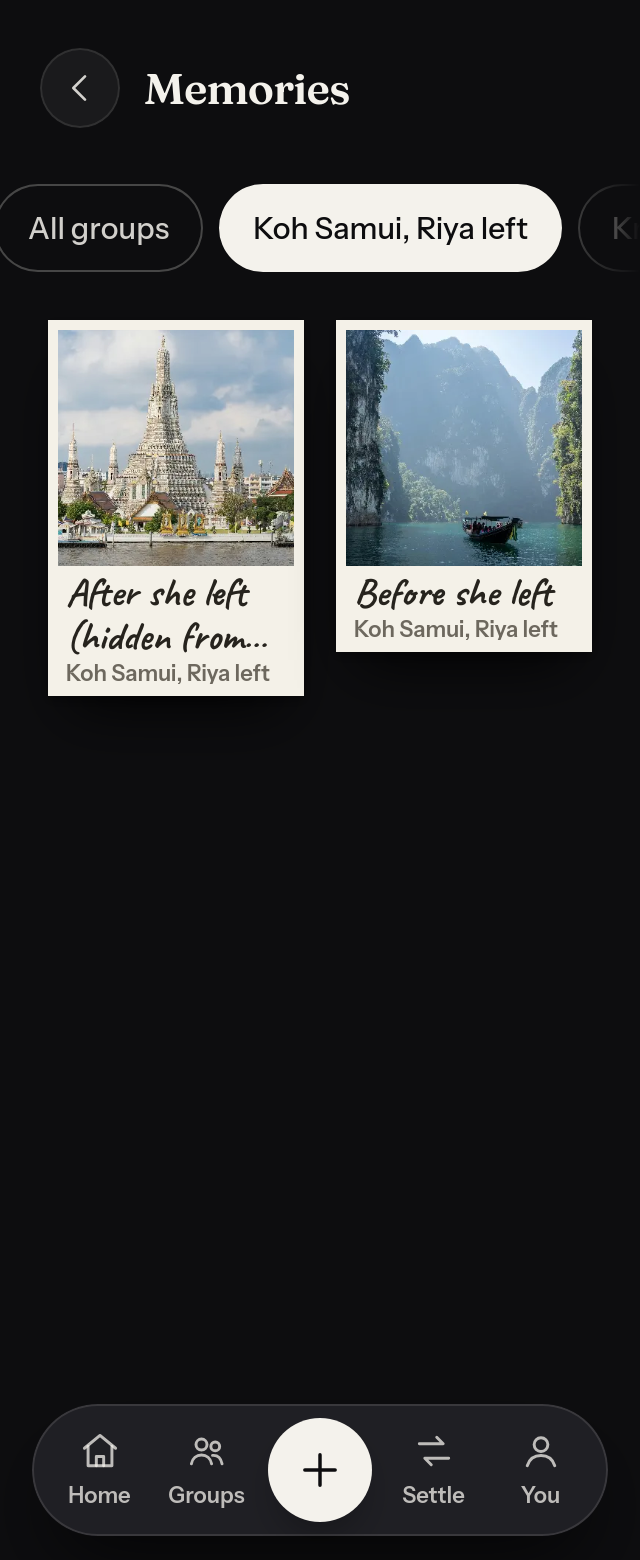 Memories
All groups
Koh Samui, Riya left
After she left
(hidden from...
Koh Samui, Riya left
Before she left
Koh Samui, Riya left
Home
Groups
Settle
You